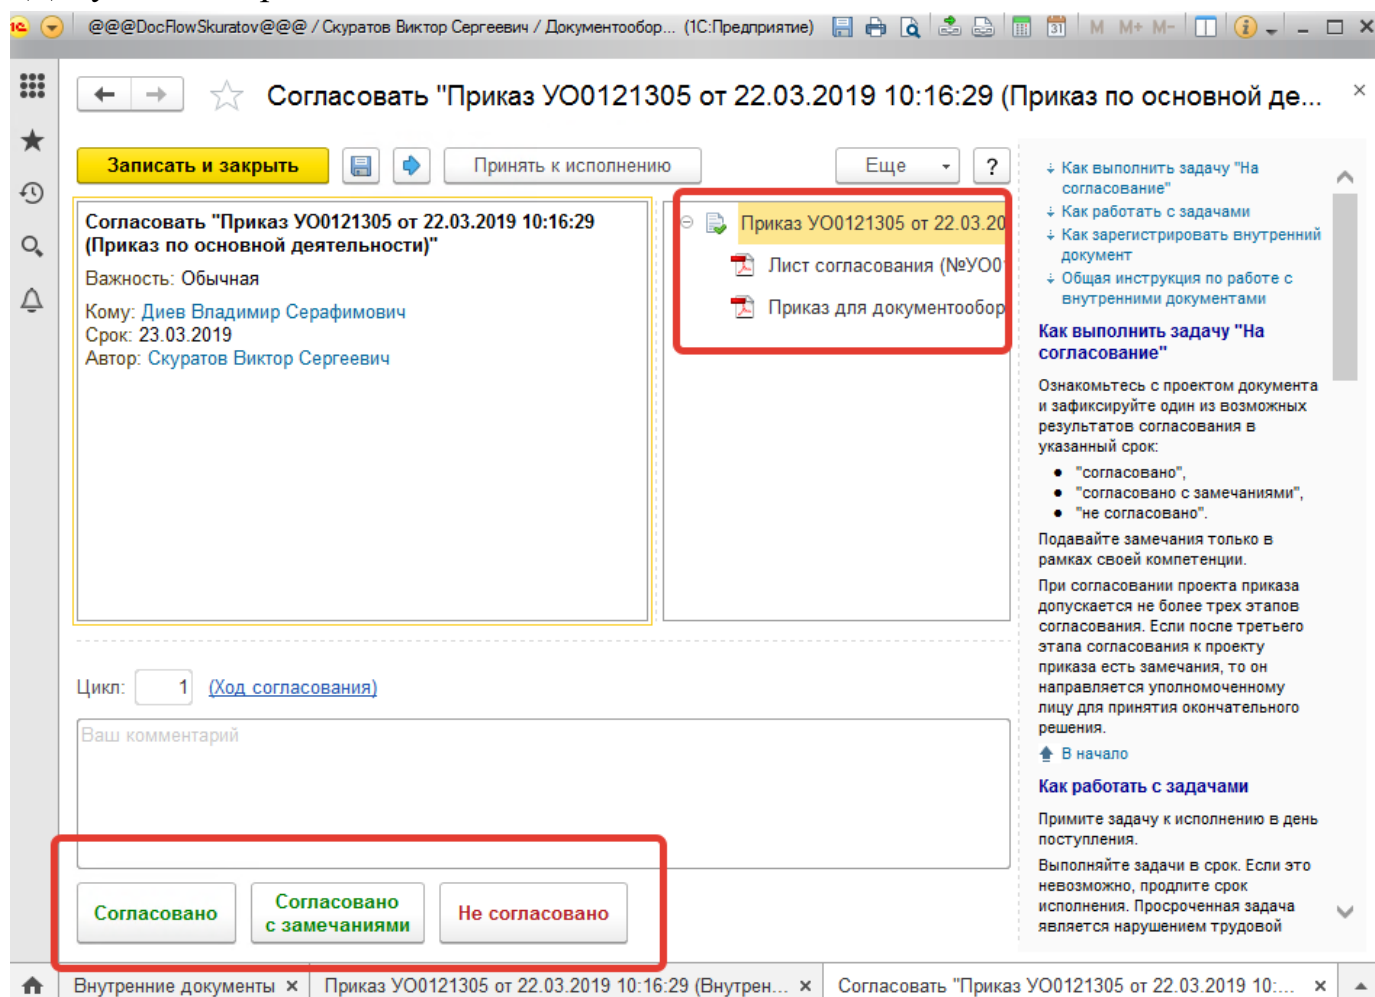 @@@DocFlowSkuratov@@@ / Скуратов Виктор Сергеевич / Документообор... (1С:Предприятие)
31 M M+ M-
Согласовать "Приказ УО0121305 от 22.03.2019 10:16:29 (Приказ по основной де...
Записать и закрыть
Принять к исполнению
Еще
?
Согласовать "Приказ УО0121305 от 22.03.2019 10:16:29
(Приказ по основной деятельности)"
Важность: Обычная
Кому: Диев Владимир Серафимович
Срок: 23.03.2019
Автор: Скуратов Виктор Сергеевич
Приказ УО0121305 от 22.03.20
Лист согласования (№УО0
Приказ для документообор
Цикл: 1 (Ход согласования)
Ваш комментарий
Согласовано
Согласовано
с замечаниями
Не согласовано
Как выполнить задачу "На
согласование"
Как работать с задачами
Как зарегистрировать внутренний
документ
Общая инструкция по работе с
внутренними документами
Как выполнить задачу "На
согласование"
Ознакомьтесь с проектом документа
и зафиксируйте один из возможных
результатов согласования в
указанный срок:
● "согласовано",
● "согласовано с замечаниями",
● "не согласовано".
Подавайте замечания только в
рамках своей компетенции.
При согласовании проекта приказа
допускается не более трех этапов
согласования. Если после третьего
этапа согласования к проекту
приказа есть замечания, то он
направляется уполномоченному
лицу для принятия окончательного
решения.
В начало
Как работать с задачами
Примите задачу к исполнению в день
поступления.
Выполняйте задачи в срок. Если это
невозможно, продлите срок
исполнения. Просроченная задача
является нарушением трудовой
Внутренние документы
Приказ УО0121305 от 22.03.2019 10:16:29 (Внутрен...
Согласовать "Приказ УО0121305 от 22.03.2019 10:...